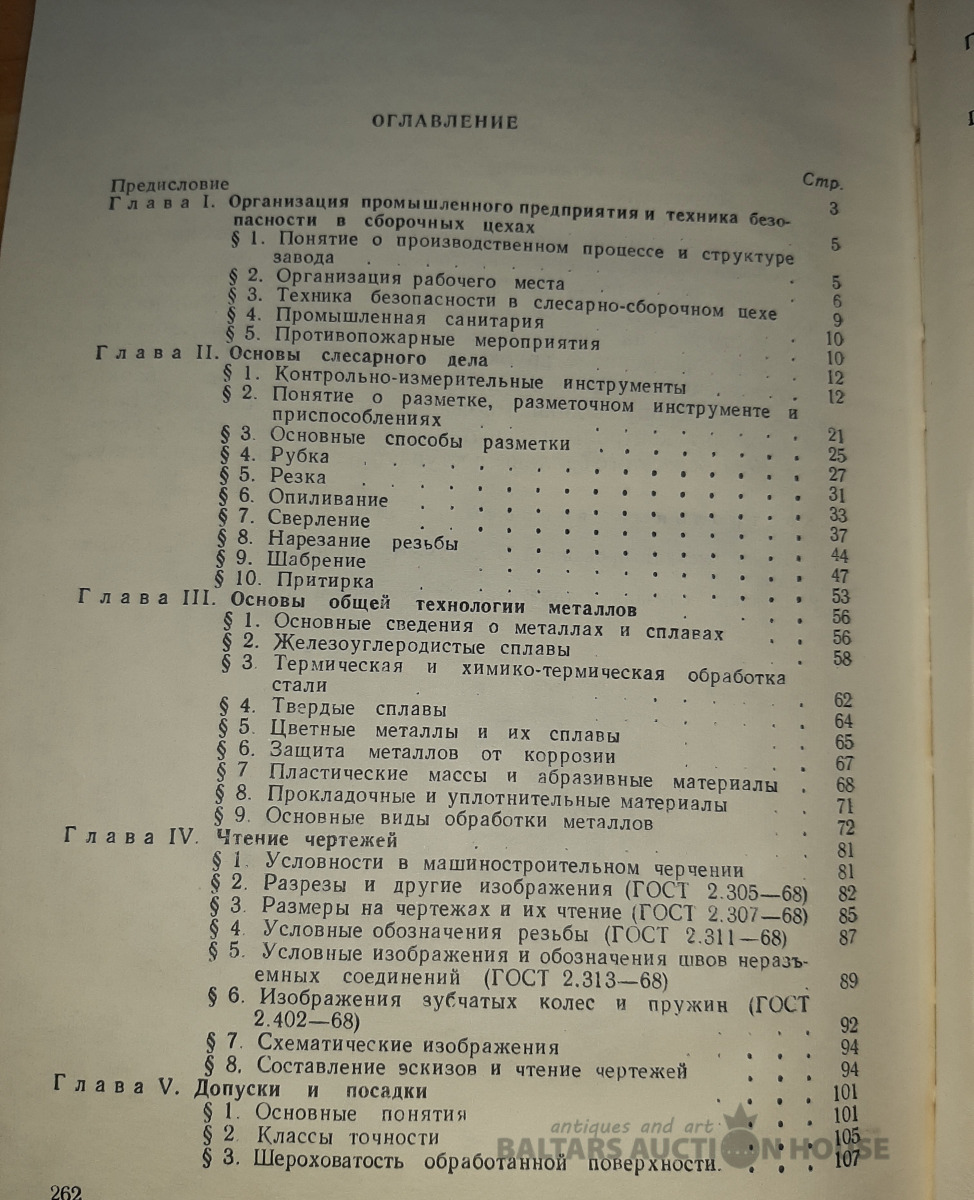 ОГЛАВЛЕНИЕ
Стр.
Предисловие 3
Глава I. Организация промышленного предприятия и техника безо-
пасности в сборочных цехах 5
§ 1. Понятие о производственном процессе и структуре
завода 5
§ 2. Организация рабочего места 6
§ 3. Техника безопасности в слесарно-сборочном цехе 9
§ 4. Промышленная санитария 10
§ 5. Противопожарные мероприятия 10
Глава II. Основы слесарного дела 12
§ 1. Контрольно-измерительные инструменты 12
§ 2. Понятие о разметке, разметочном инструменте и
приспособлениях 21
§ 3. Основные способы разметки 25
§ 4. Рубка 27
§ 5. Резка 31
§ 6. Опиливание 33
§ 7. Сверление 37
§ 8. Нарезание резьбы 44
§ 9. Шабрение 47
§ 10. Притирка 53
Глава III. Основы общей технологии металлов 56
§ 1. Основные сведения о металлах и сплавах 56
§ 2. Железоуглеродистые сплавы 58
§ 3. Термическая и химико-термическая обработка
стали 62
§ 4. Твердые сплавы 64
§ 5. Цветные металлы и их сплавы 65
§ 6. Защита металлов от коррозии 67
§ 7 Пластические массы и абразивные материалы 68
§ 8. Прокладочные и уплотнительные материалы 71
§ 9. Основные виды обработки металлов 72
Глава IV. Чтение чертежей 81
§ 1. Условности в машиностроительном черчении 81
§ 2. Разрезы и другие изображения (ГОСТ 2.305—68) 82
§ 3. Размеры на чертежах и их чтение (ГОСТ 2.307—68) 85
§ 4. Условные обозначения резьбы (ГОСТ 2.311—68) 87
§ 5. Условные изображения и обозначения швов неразъ-
емных соединений (ГОСТ 2.313—68) 89
§ 6. Изображения зубчатых колес и пружин (ГОСТ
2.402—68) 92
§ 7. Схематические изображения 94
§ 8. Составление эскизов и чтение чертежей 94
Глава V. Допуски и посадки 101
§ 1. Основные понятия 101
§ 2. Классы точности 105
§ 3. Шероховатость обработанной поверхности 107
262
antiques and art
BALTARS AUCTION HOUSE